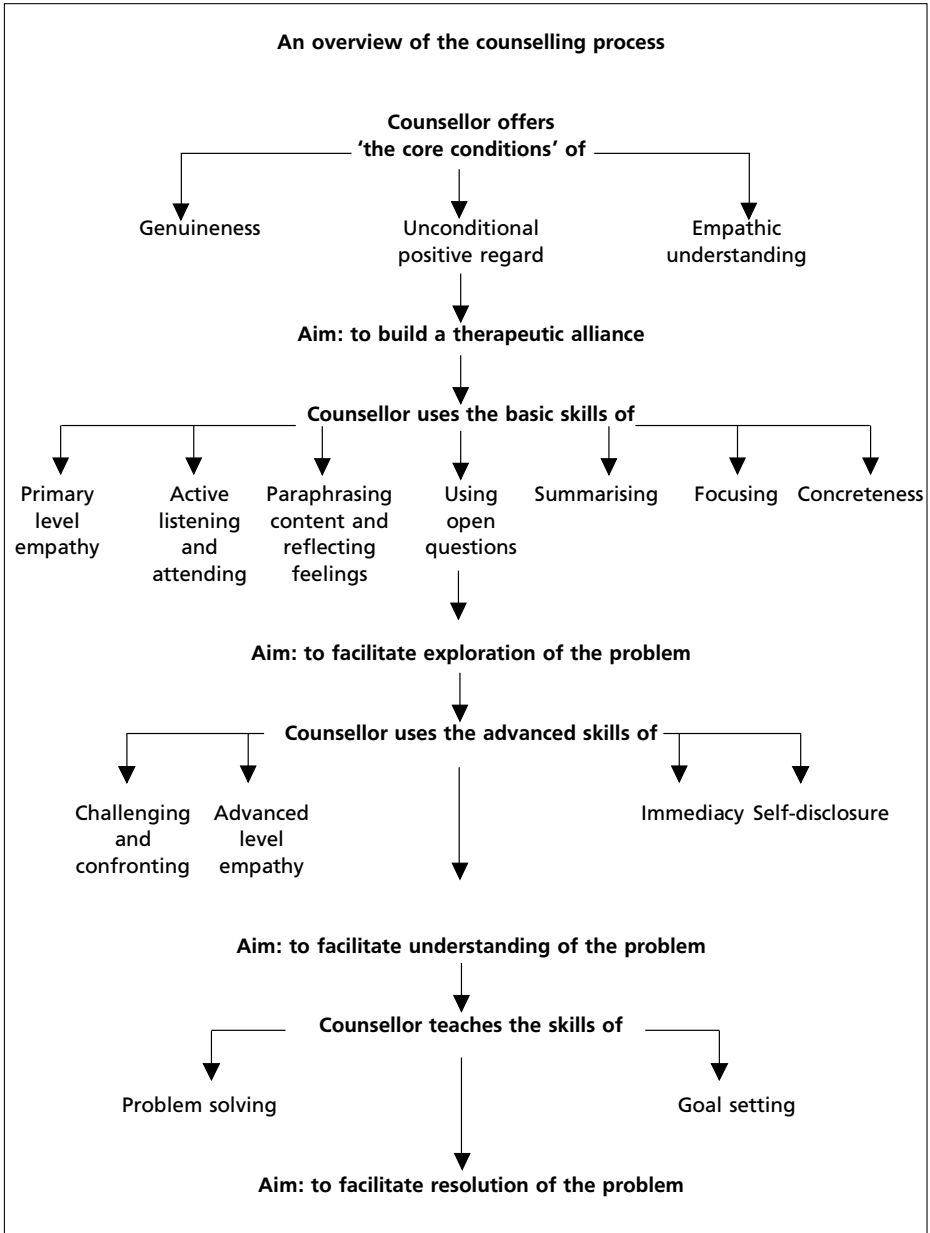 An overview of the counselling process
Counsellor offers
‘the core conditions’ of
Genuineness
Unconditional
positive regard
Empathic
understanding
Aim: to build a therapeutic alliance
Counsellor uses the basic skills of
Primary
level
empathy
Active
listening
and
attending
Paraphrasing
content and
reflecting
feelings
Using
open
questions
Summarising
Focusing
Concreteness
Aim: to facilitate exploration of the problem
Counsellor uses the advanced skills of
Challenging
and
confronting
Advanced
level
empathy
Immediacy
Self-disclosure
Aim: to facilitate understanding of the problem
Counsellor teaches the skills of
Problem solving
Goal setting
Aim: to facilitate resolution of the problem